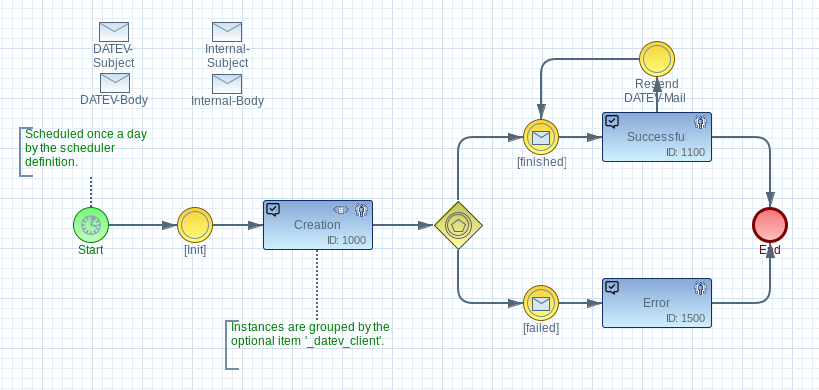 DATEV-
Subject
Internal-
Subject
DATEV-Body
Internal-Body
Resend
DATEV-Mail
Scheduled once a day
by the scheduler
definition.
[finished]
Successfu
ID: 1100
Start
[Init]
Creation
ID: 1000
End
Instances are grouped by the
optional item '_datev_client'.
[failed]
Error
ID: 1500